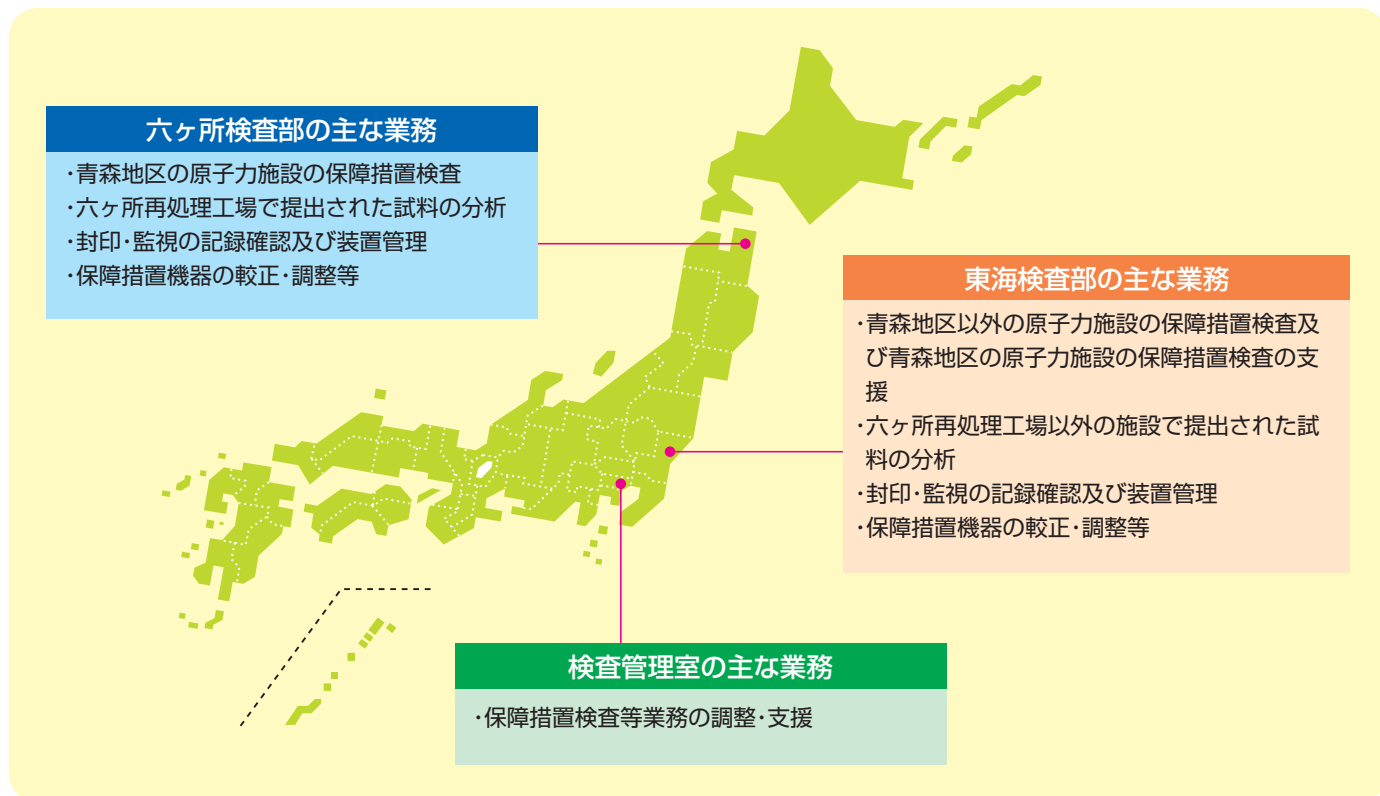 六ヶ所検査部の主な業務
・青森地区の原子力施設の保障措置検査
・六ヶ所再処理工場で提出された試料の分析
・封印・監視の記録確認及び装置管理
・保障措置機器の較正・調整等
東海検査部の主な業務
・青森地区以外の原子力施設の保障措置検査及
び青森地区の原子力施設の保障措置検査の支
援
・六ヶ所再処理工場以外の施設で提出された試
料の分析
・封印・監視の記録確認及び装置管理
・保障措置機器の較正・調整等
検査管理室の主な業務
・保障措置検査等業務の調整・支援